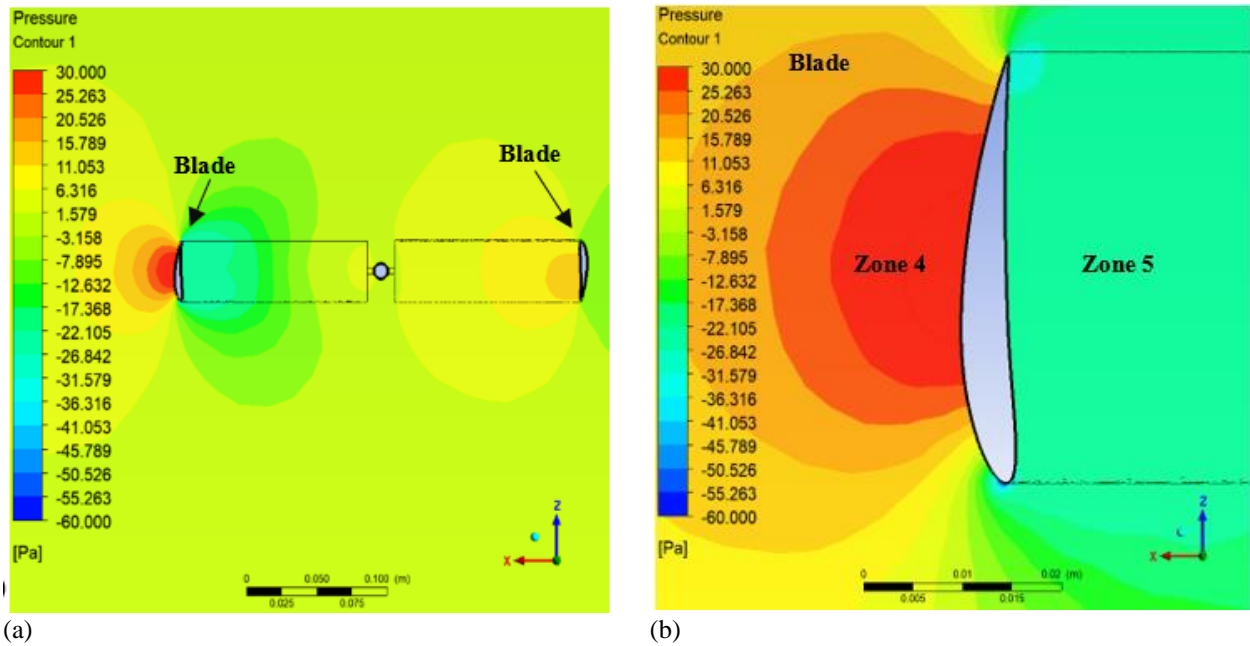 Pressure
Contour 1
30.000
25.263
20.526
15.789
11.053
6.316
1.579
-3.158
-7.895
-12.632
-17.368
-22.105
-26.842
-31.579
-36.316
-41.053
-45.789
-50.526
-55.263
-60.000
[Pa]
Blade
Blade
Z
X
0 0.050 0.100 (m)
0.025 0.075
(a)
Pressure
Contour 1
30.000
25.263
20.526
15.789
11.053
6.316
1.579
-3.158
-7.895
-12.632
-17.368
-22.105
-26.842
-31.579
-36.316
-41.053
-45.789
-50.526
-55.263
-60.000
[Pa]
Blade
Zone 4
Zone 5
Z
X
0 0.01 0.02 (m)
0.005 0.015
(b)